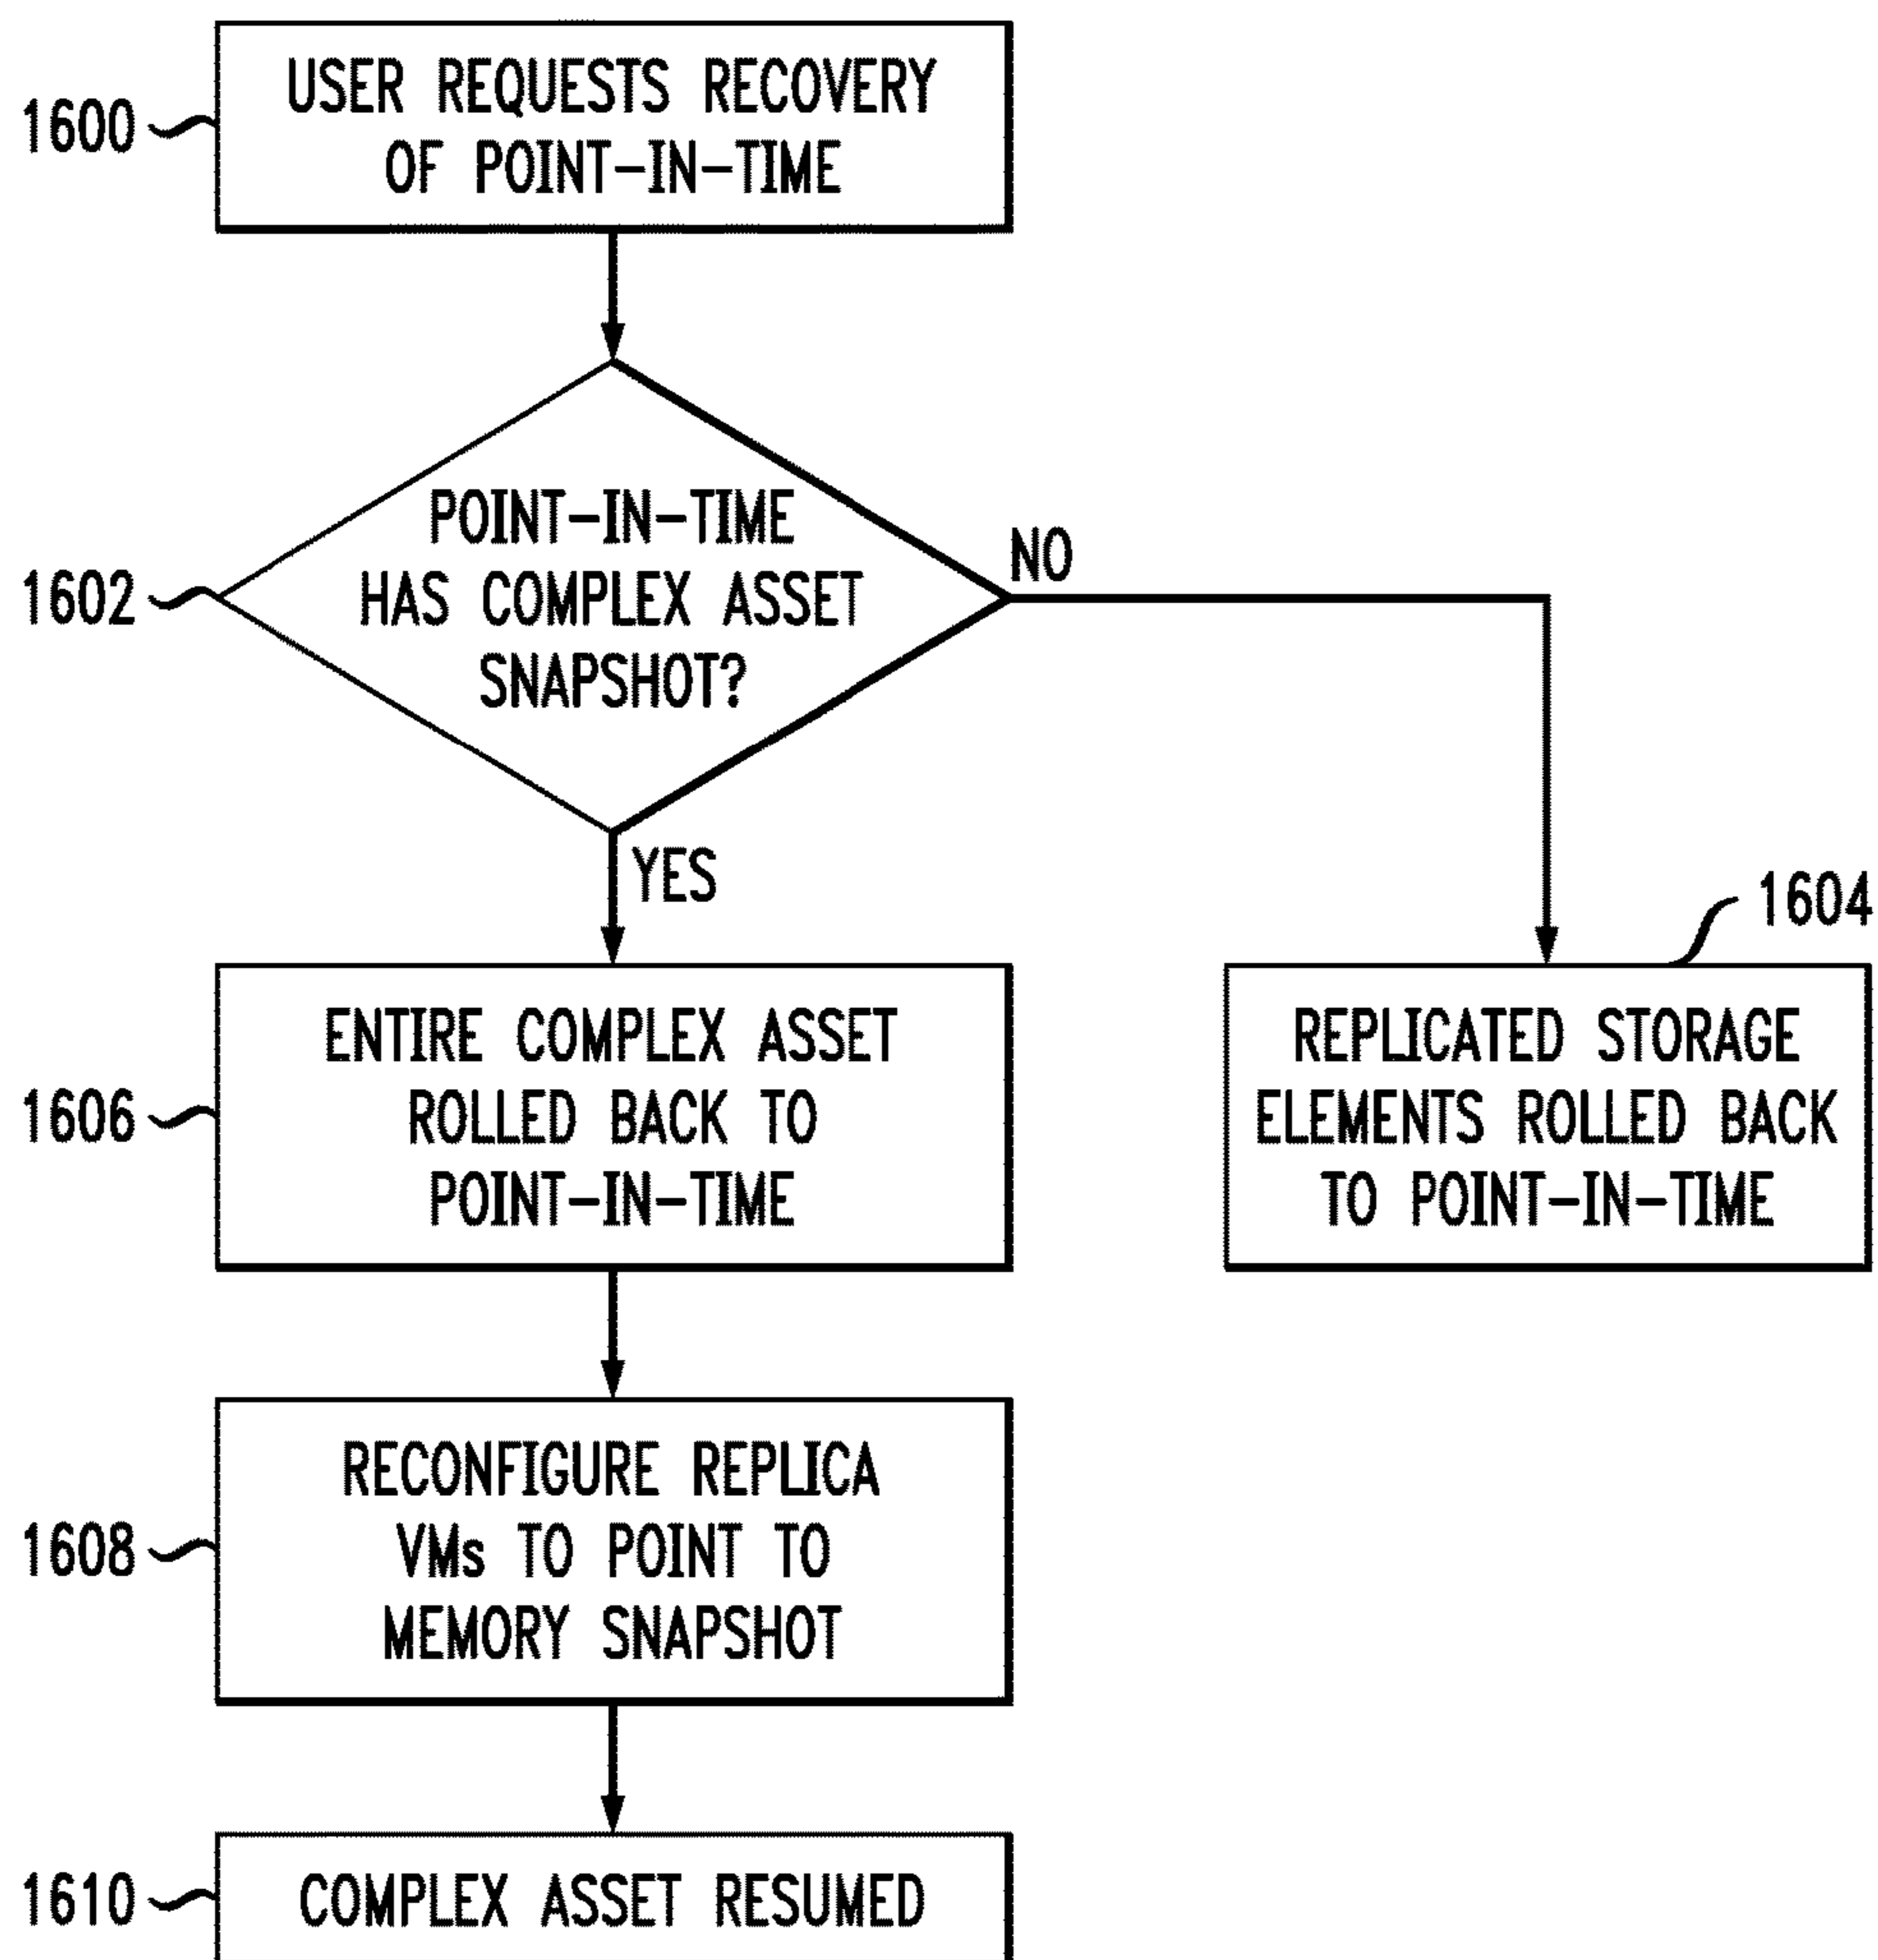 1600
USER REQUESTS RECOVERY
OF POINT-IN-TIME
1602
POINT-IN-TIME
HAS COMPLEX ASSET
SNAPSHOT?
NO
YES
1604
REPLICATED STORAGE
ELEMENTS ROLLED BACK
TO POINT-IN-TIME
1606
ENTIRE COMPLEX ASSET
ROLLED BACK TO
POINT-IN-TIME
1608
RECONFIGURE REPLICA
VMs TO POINT TO
MEMORY SNAPSHOT
1610
COMPLEX ASSET RESUMED